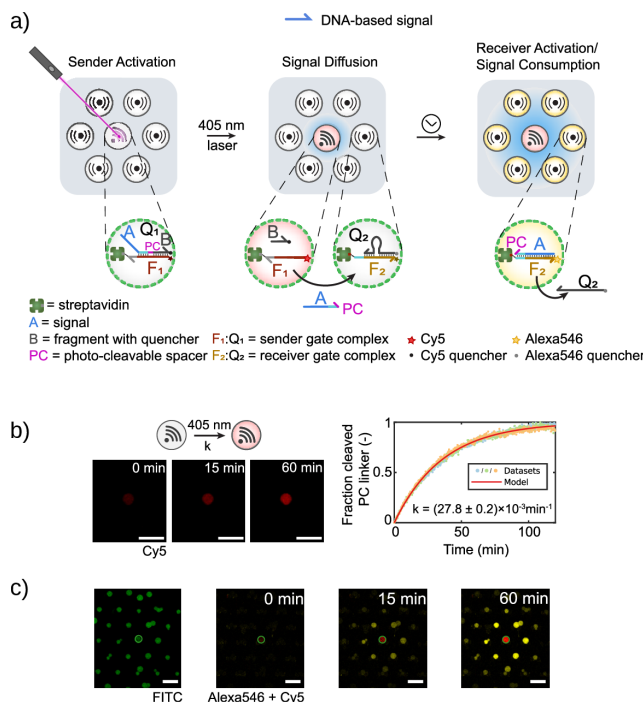 a)
DNA-based signal
Sender Activation
Signal Diffusion
Receiver Activation/
Signal Consumption
405 nm
laser
A
Q₁
PC
B
F₁
B
F₁
Q₂
F₂
A
PC
PC
A
F₂
Q₂
= streptavidin
A = signal
B = fragment with quencher
PC = photo-cleavable spacer
F₁:Q₁ = sender gate complex
F₂:Q₂ = receiver gate complex
Cy5
Cy5 quencher
Alexa546
Alexa546 quencher
b)
405 nm
k
0 min
15 min
60 min
Cy5
Fraction cleaved
PC linker (-)
1
0
0
50
100
Time (min)
/ / Datasets
Model
k = (27.8 ± 0.2)×10⁻³min⁻¹
c)
FITC
0 min
Alexa546 + Cy5
15 min
60 min